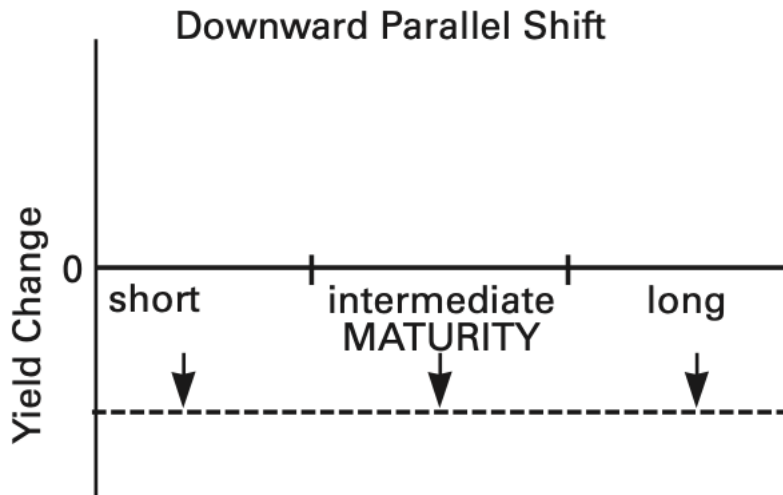 Downward Parallel Shift
Yield Change
0
short
intermediate
long
MATURITY